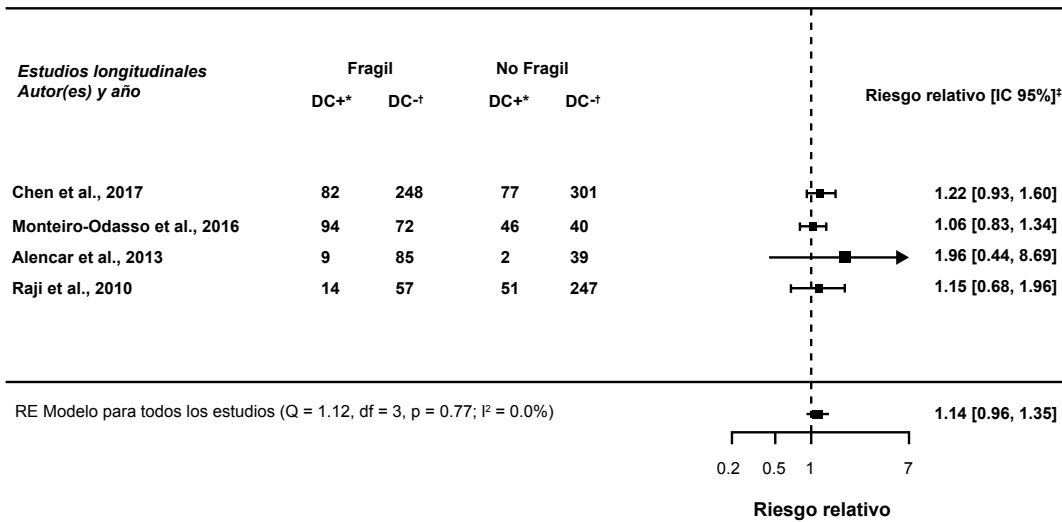 Estudios longitudinales
Autor(es) y año
Fragil No Fragil
DC+* DC-† DC+* DC-†
Riesgo relativo [IC 95%]‡
Chen et al., 2017 82 248 77 301 1.22 [0.93, 1.60]
Monteiro-Odasso et al., 2016 94 72 46 40 1.06 [0.83, 1.34]
Alencar et al., 2013 9 85 2 39 1.96 [0.44, 8.69]
Raji et al., 2010 14 57 51 247 1.15 [0.68, 1.96]
RE Modelo para todos los estudios (Q = 1.12, df = 3, p = 0.77; I² = 0.0%) 1.14 [0.96, 1.35]
0.2 0.5 1 7
Riesgo relativo